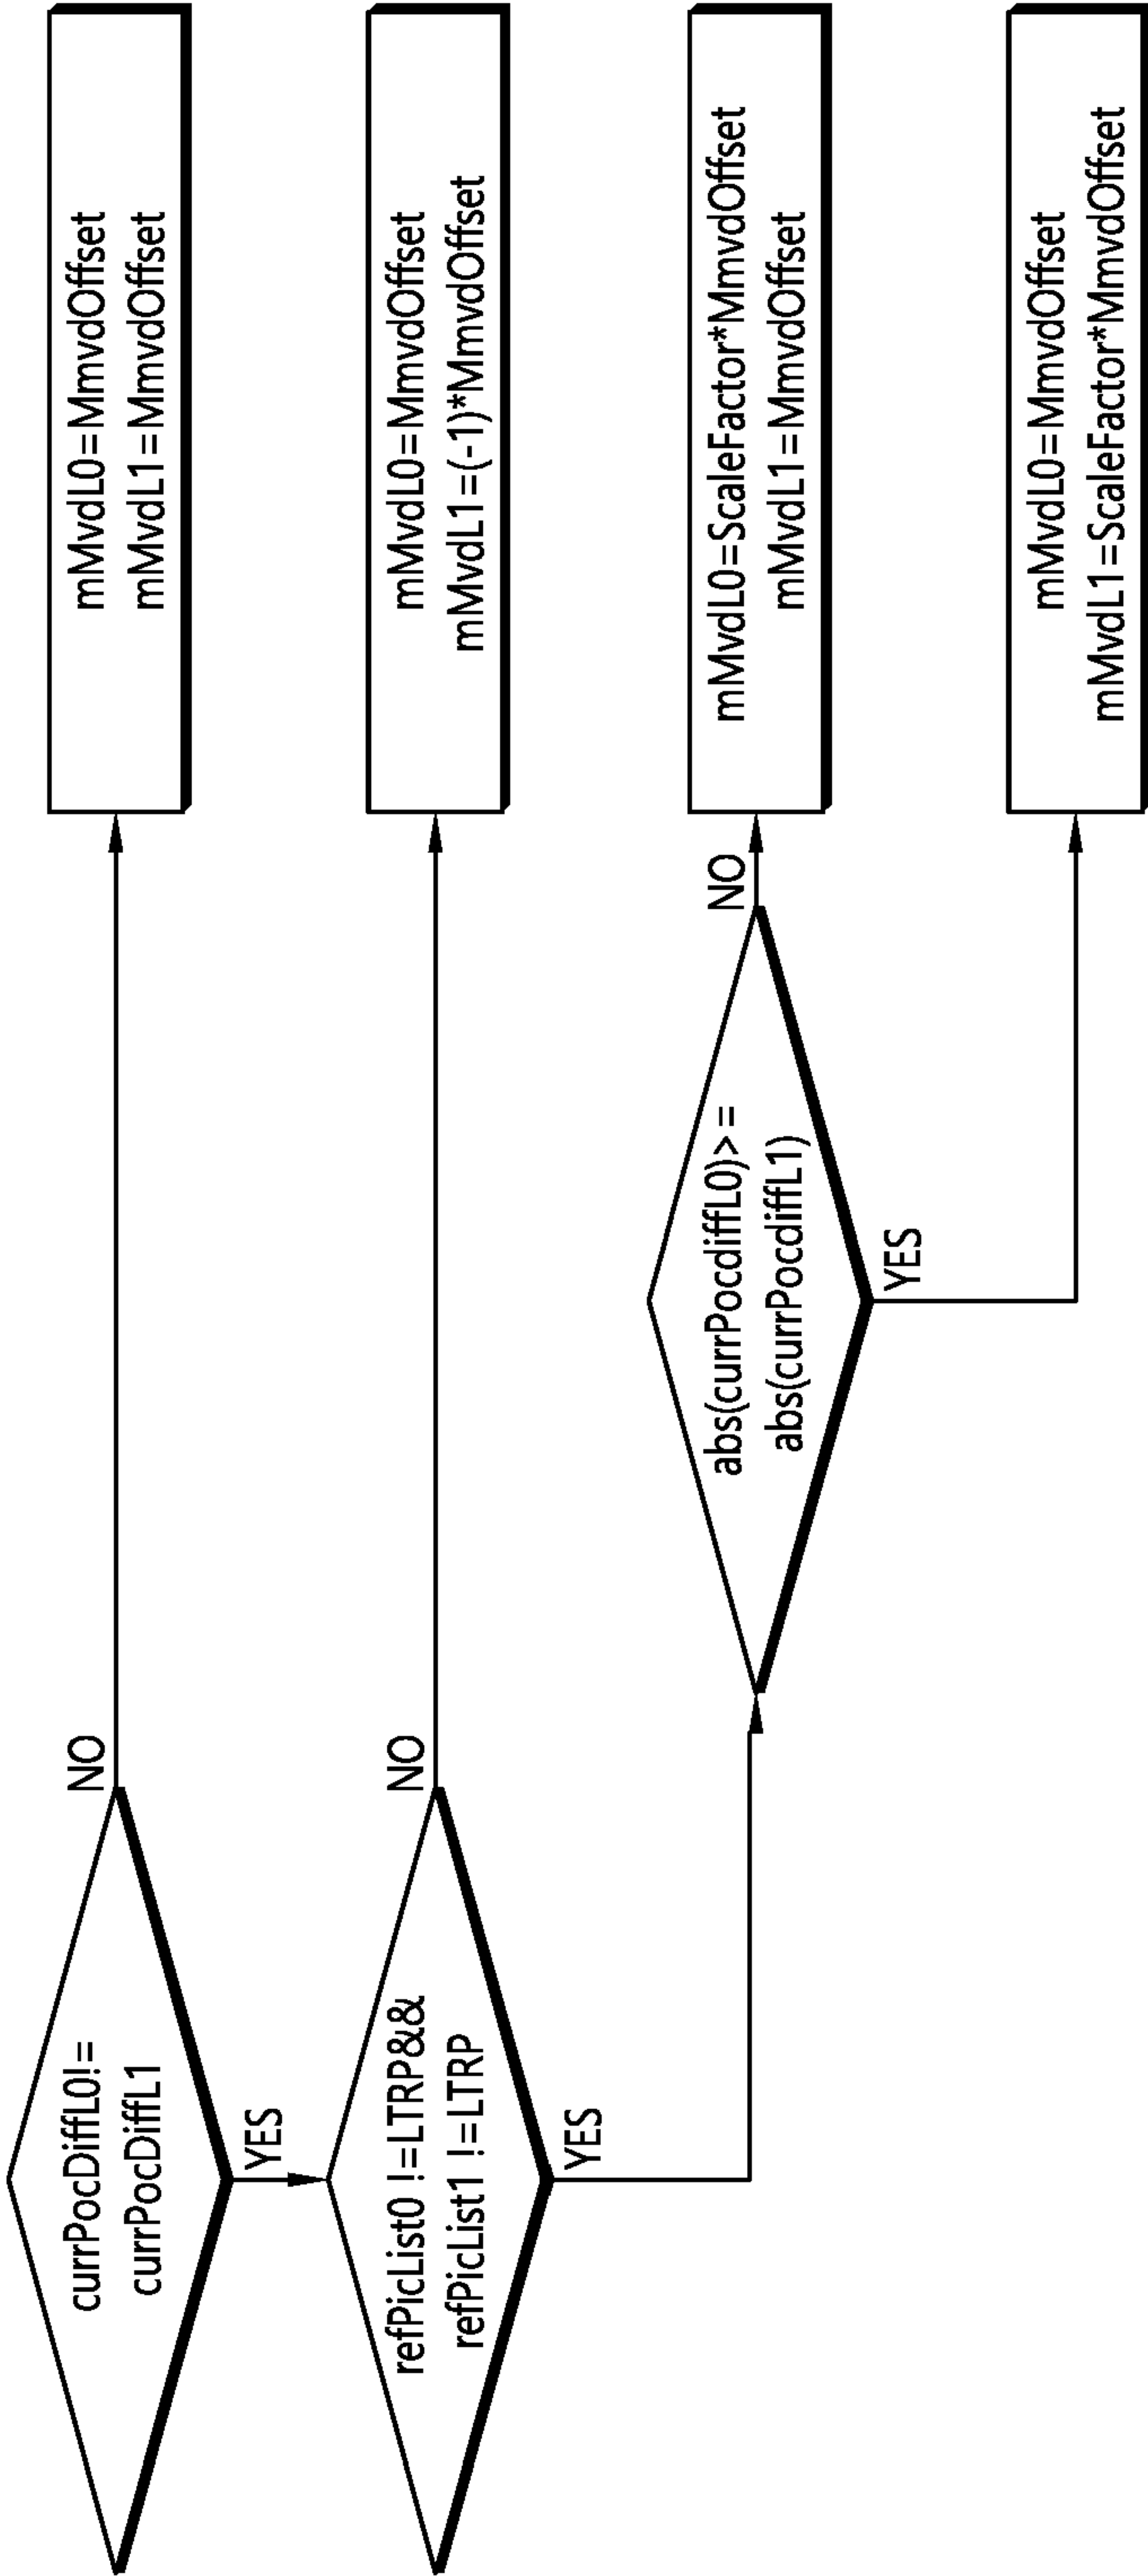 currPocDiffL0!=
currPocDiffL1
NO
mMvdL0=MmvdOffset
mMvdL1=MmvdOffset
YES
refPicList0 !=LTRP&&
refPicList1 !=LTRP
NO
mMvdL0=MmvdOffset
mMvdL1=(-1)*MmvdOffset
YES
abs(currPocdiffL0)>=
abs(currPocdiffL1)
NO
mMvdL0=ScaleFactor*MmvdOffset
mMvdL1=MmvdOffset
YES
mMvdL0=MmvdOffset
mMvdL1=ScaleFactor*MmvdOffset